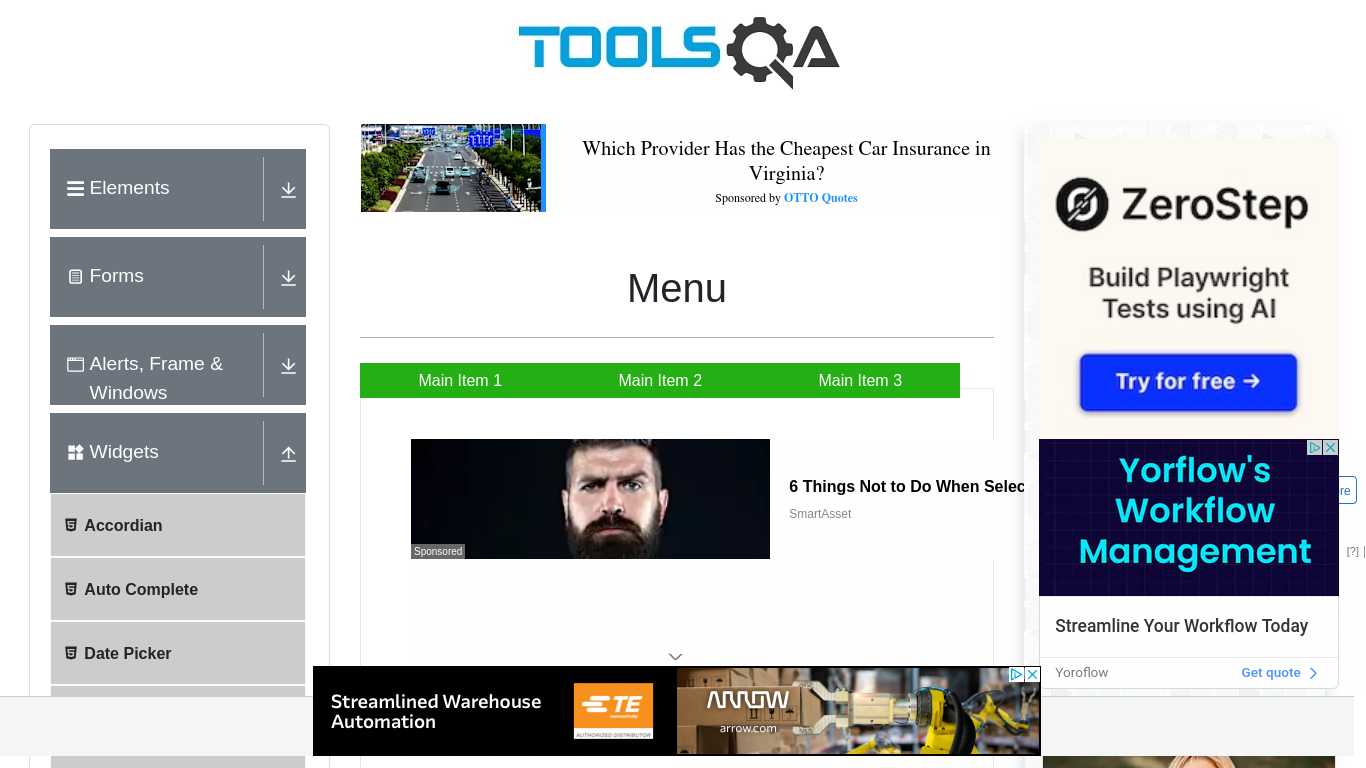 TOOLSQA
Elements
Forms
Alerts, Frame &
Windows
Widgets
Accordian
Auto Complete
Date Picker
Which Provider Has the Cheapest Car Insurance in
Virginia?
Sponsored by OTTO Quotes
Menu
Main Item 1
Main Item 2
Main Item 3
6 Things Not to Do When Selec
SmartAsset
Sponsored
ZeroStep
Build Playwright
Tests using AI
Try for free →
Yorflow's
Workflow
Management
re
[?]
Streamline Your Workflow Today
Yoroflow
Get quote
Streamlined Warehouse
Automation
TE
connectivity
AUTHORIZED DISTRIBUTOR
ARROW
arrow.com